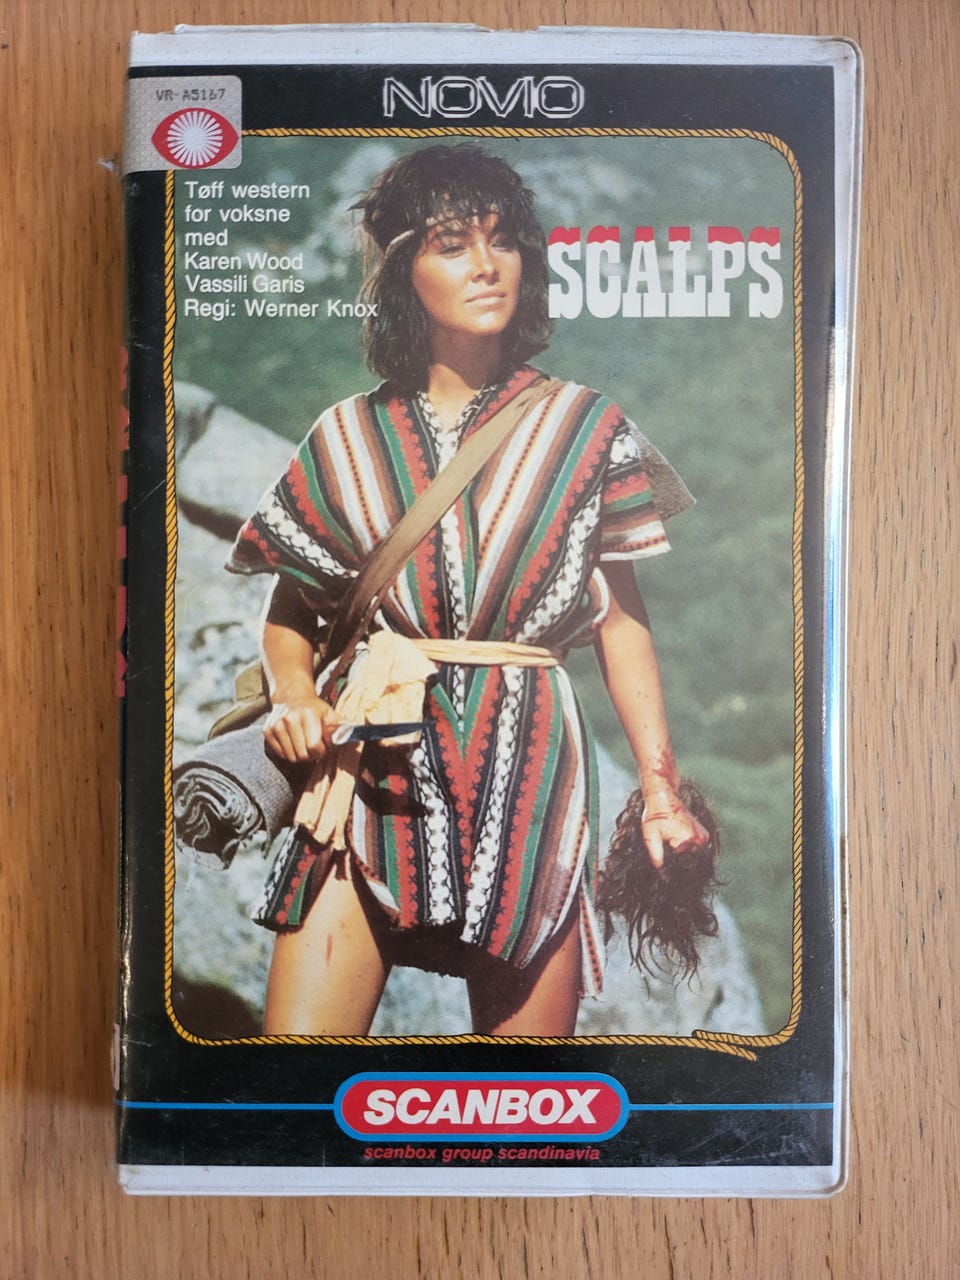 NOVIO
VR-A5167
Tøff western
for voksne
med
Karen Wood
Vassili Garis
Regi: Werner Knox
SCALPS
SCANBOX
scanbox group scandinavia